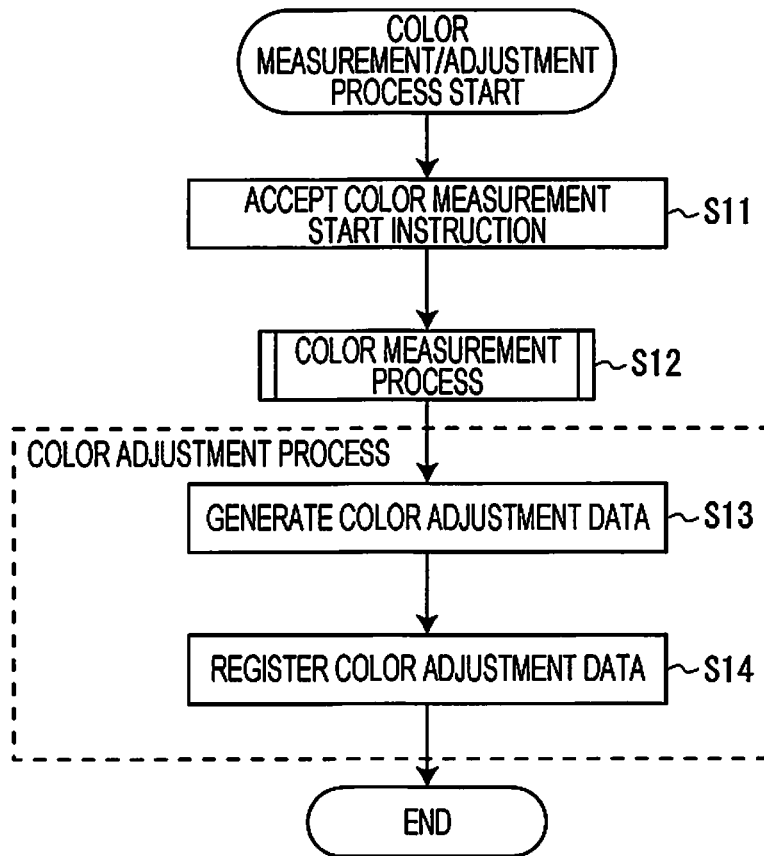 COLOR
MEASUREMENT/ADJUSTMENT
PROCESS START
ACCEPT COLOR MEASUREMENT
START INSTRUCTION
S11
COLOR MEASUREMENT
PROCESS
S12
COLOR ADJUSTMENT PROCESS
GENERATE COLOR ADJUSTMENT DATA
S13
REGISTER COLOR ADJUSTMENT DATA
S14
END